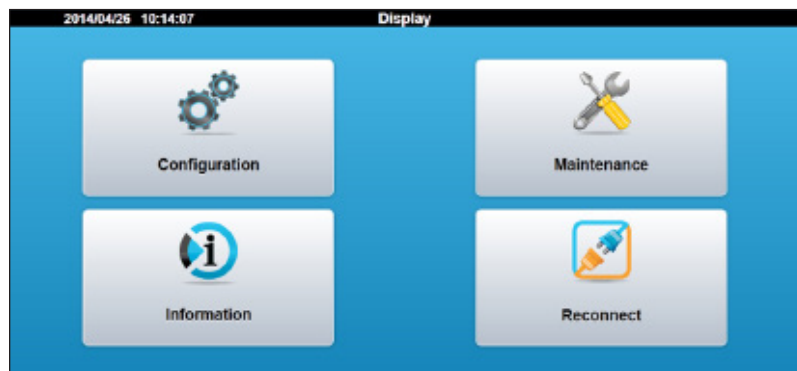 2014/04/26 10:14:07 Display
Configuration Maintenance
Information Reconnect